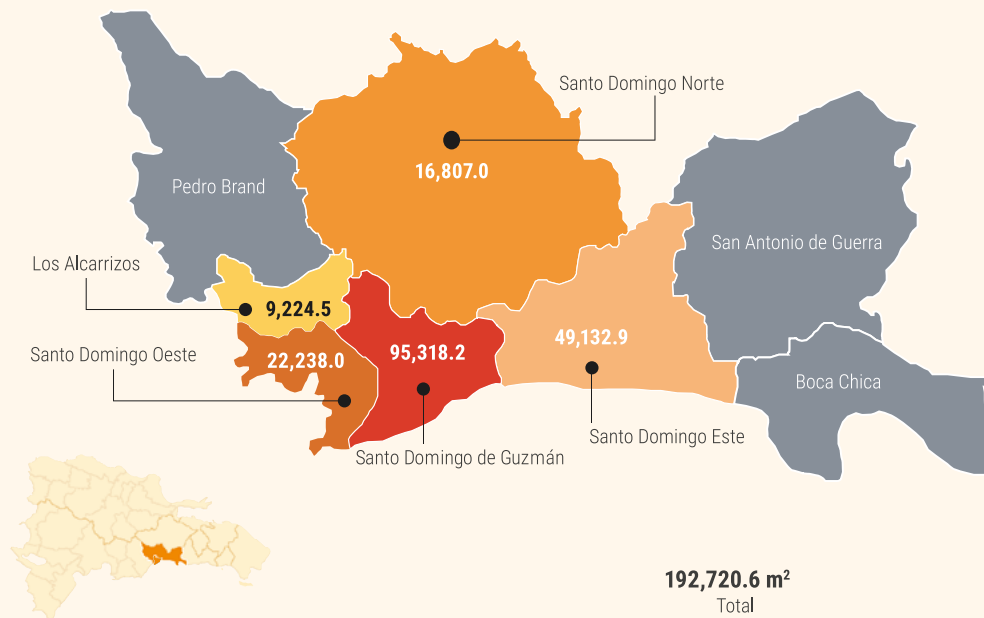 Santo Domingo Norte
16,807.0
Pedro Brand
San Antonio de Guerra
Los Alcarrizos
9,224.5
Santo Domingo Oeste
22,238.0
95,318.2
49,132.9
Boca Chica
Santo Domingo Este
Santo Domingo de Guzmán
192,720.6 m²
Total